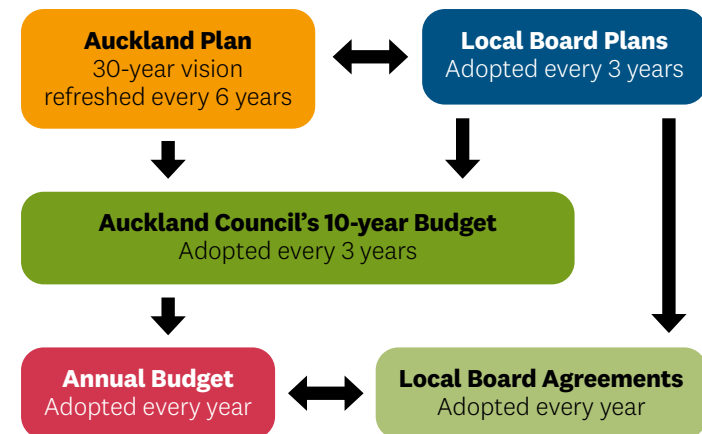 Auckland Plan
30-year vision
refreshed every 6 years
Local Board Plans
Adopted every 3 years
Auckland Council’s 10-year Budget
Adopted every 3 years
Annual Budget
Adopted every year
Local Board Agreements
Adopted every year